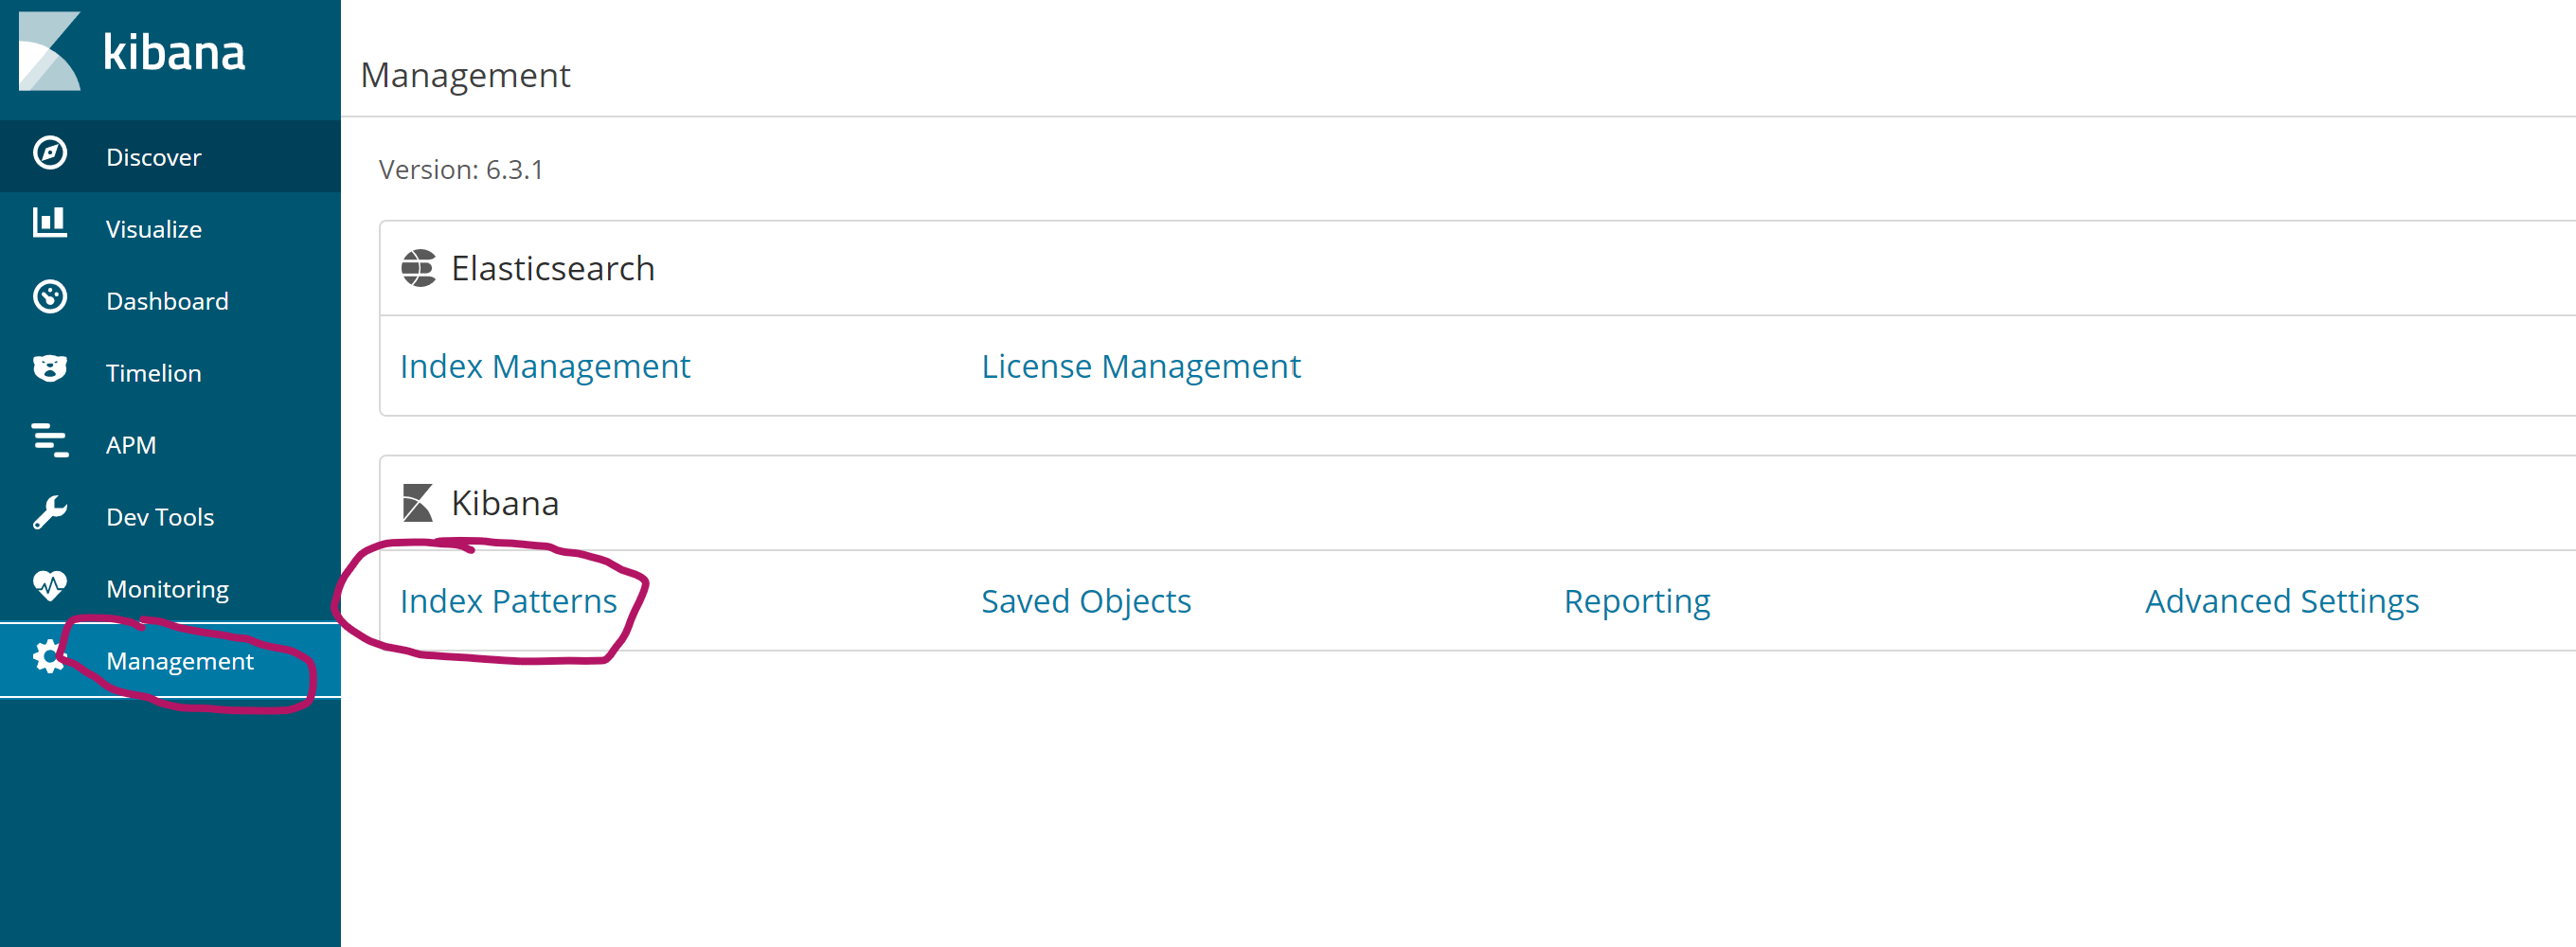 kibana
Discover
Visualize
Dashboard
Timelion
APM
Dev Tools
Monitoring
Management
Management
Version: 6.3.1
Elasticsearch
Index Management License Management
Kibana
Index Patterns Saved Objects Reporting Advanced Settings